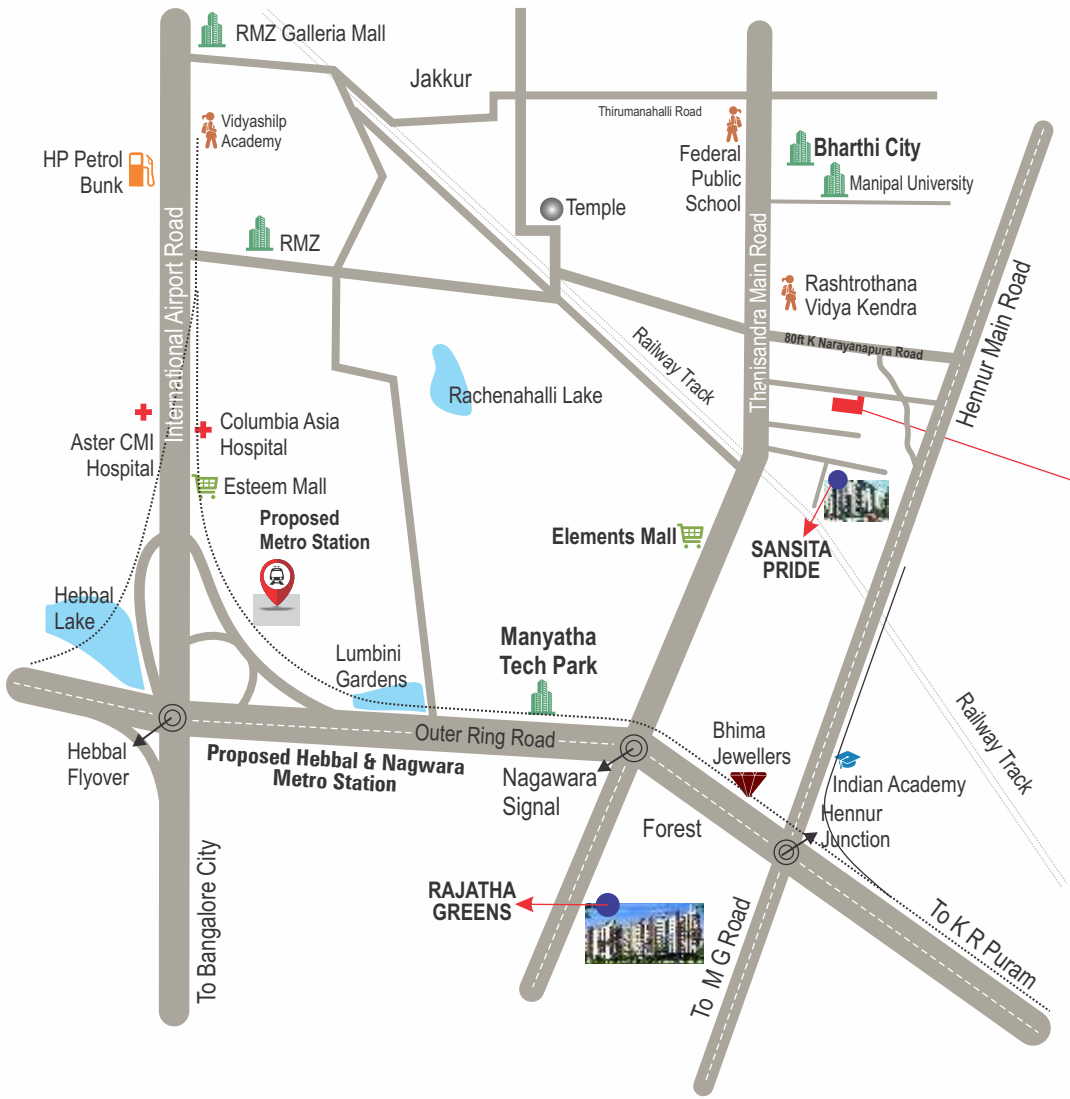 RMZ Galleria Mall
Jakkur
Thirumanahalli Road
Vidyashilp
Academy
HP Petrol
Bunk
Federal
Public
School
Bharthi City
Manipal University
Temple
RMZ
International Airport Road
Thanisandra Main Road
Rashtrothana
Vidya Kendra
80ft K Narayanapura Road
Hennur Main Road
Railway Track
Rachenahalli Lake
Aster CMI
Hospital
Columbia Asia
Hospital
Esteem Mall
Proposed
Metro Station
Elements Mall
SANSITA
PRIDE
Hebbal
Lake
Lumbini
Gardens
Manyatha
Tech Park
Railway Track
Outer Ring Road
Hebbal
Flyover
Proposed Hebbal & Nagwara
Metro Station
Nagawara
Signal
Bhima
Jewellers
Indian Academy
Hennur
Junction
Forest
RAJATHA
GREENS
To Bangalore City
To M G Road
To K R Puram